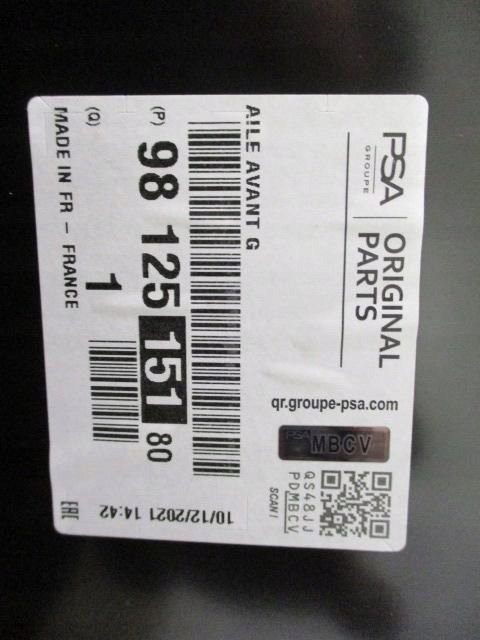 PSA
GROUPE
ORIGINAL
PARTS
qr.groupe-psa.com
MBCV
QS48JJ
PDMBCV
SCAN!
AILE AVANT G
(P)
98 125 151 80
(Q)
1
MADE IN FR - FRANCE
10/12/2021 14:42
EAC